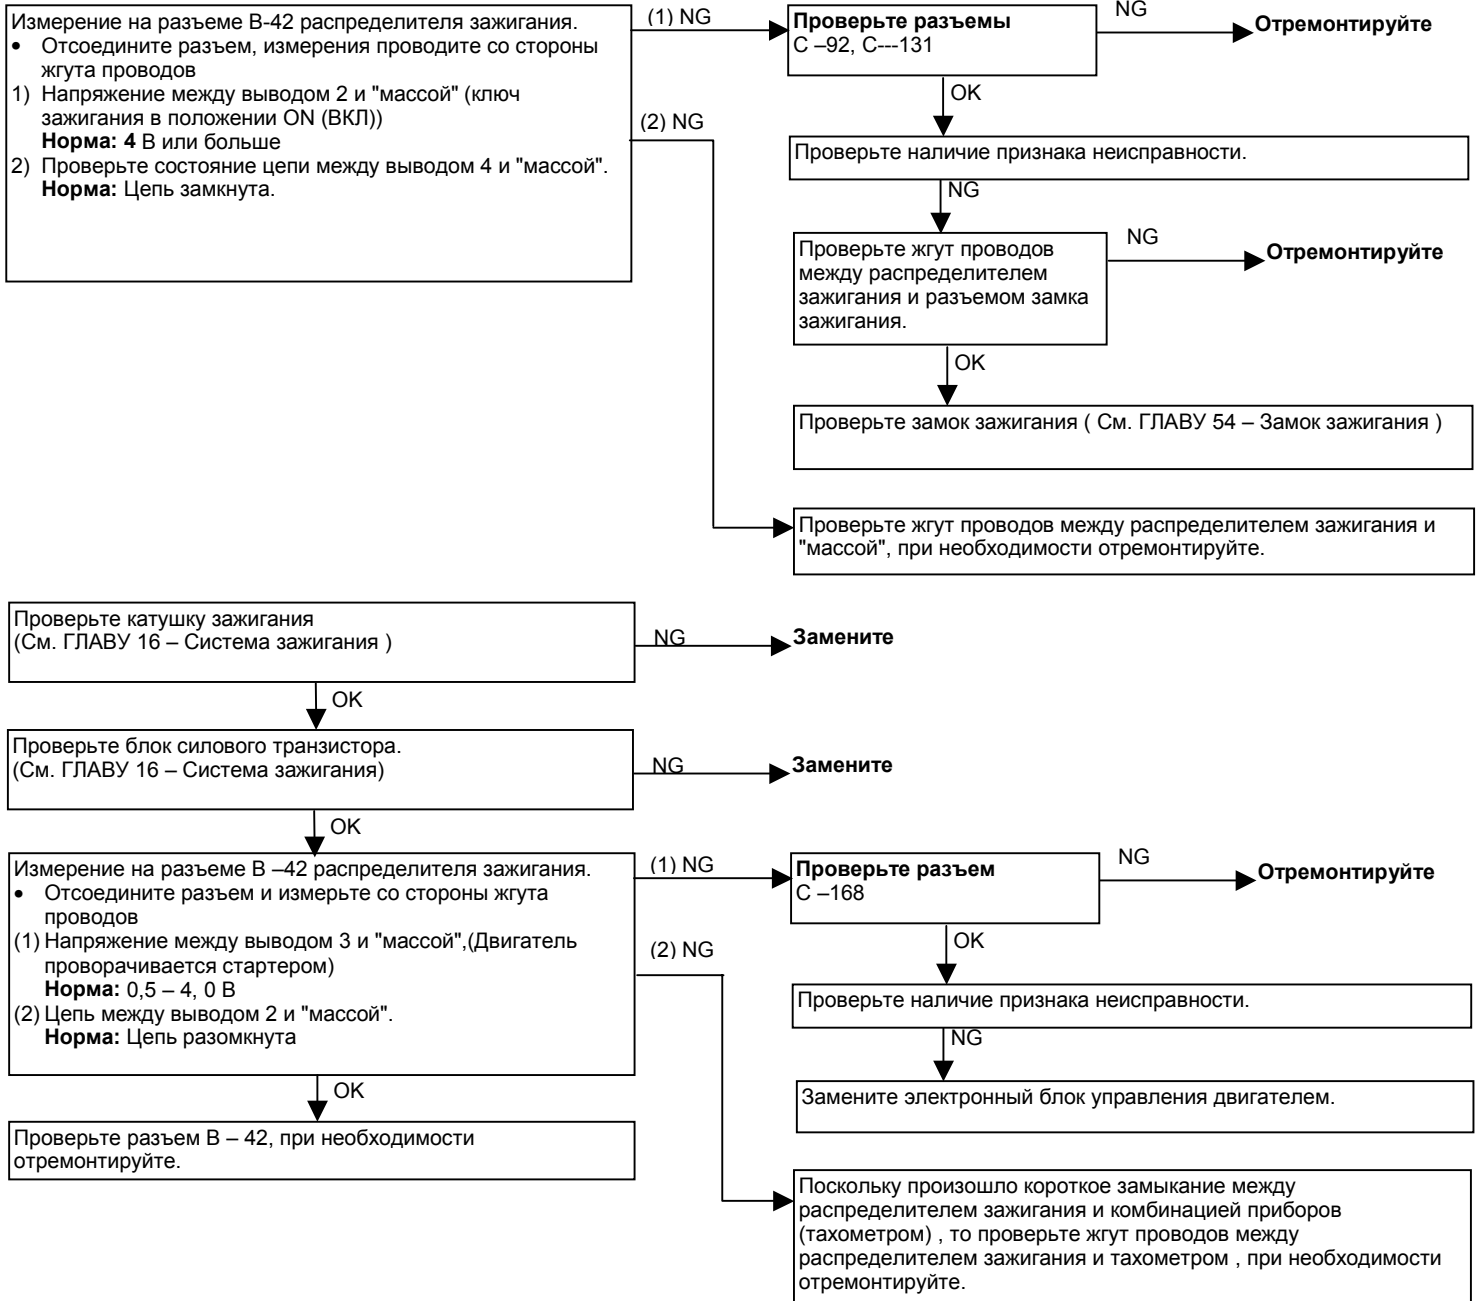 Измерение на разъеме В-42 распределителя зажигания.
• Отсоедините разъем, измерения проводите со стороны
жгута проводов
1) Напряжение между выводом 2 и "массой" (ключ
зажигания в положении ON (ВКЛ))
Норма: 4 В или больше
2) Проверьте состояние цепи между выводом 4 и "массой".
Норма: Цепь замкнута.
(1) NG
(2) NG
Проверьте разъемы
С –92, С---131
NG
Отремонтируйте
OK
Проверьте наличие признака неисправности.
NG
Проверьте жгут проводов
между распределителем
зажигания и разъемом замка
зажигания.
NG
Отремонтируйте
OK
Проверьте замок зажигания ( См. ГЛАВУ 54 – Замок зажигания )
Проверьте жгут проводов между распределителем зажигания и
"массой", при необходимости отремонтируйте.
Проверьте катушку зажигания
(См. ГЛАВУ 16 – Система зажигания )
NG
Замените
OK
Проверьте блок силового транзистора.
(См. ГЛАВУ 16 – Система зажигания)
NG
Замените
OK
Измерение на разъеме В –42 распределителя зажигания.
• Отсоедините разъем и измерьте со стороны жгута
проводов
(1) Напряжение между выводом 3 и "массой",(Двигатель
проворачивается стартером)
Норма: 0,5 – 4, 0 В
(2) Цепь между выводом 2 и "массой".
Норма: Цепь разомкнута
(1) NG
(2) NG
Проверьте разъем
С –168
NG
Отремонтируйте
OK
Проверьте наличие признака неисправности.
NG
Замените электронный блок управления двигателем.
OK
Проверьте разъем В – 42, при необходимости
отремонтируйте.
Поскольку произошло короткое замыкание между
распределителем зажигания и комбинацией приборов
(тахометром) , то проверьте жгут проводов между
распределителем зажигания и тахометром , при необходимости
отремонтируйте.